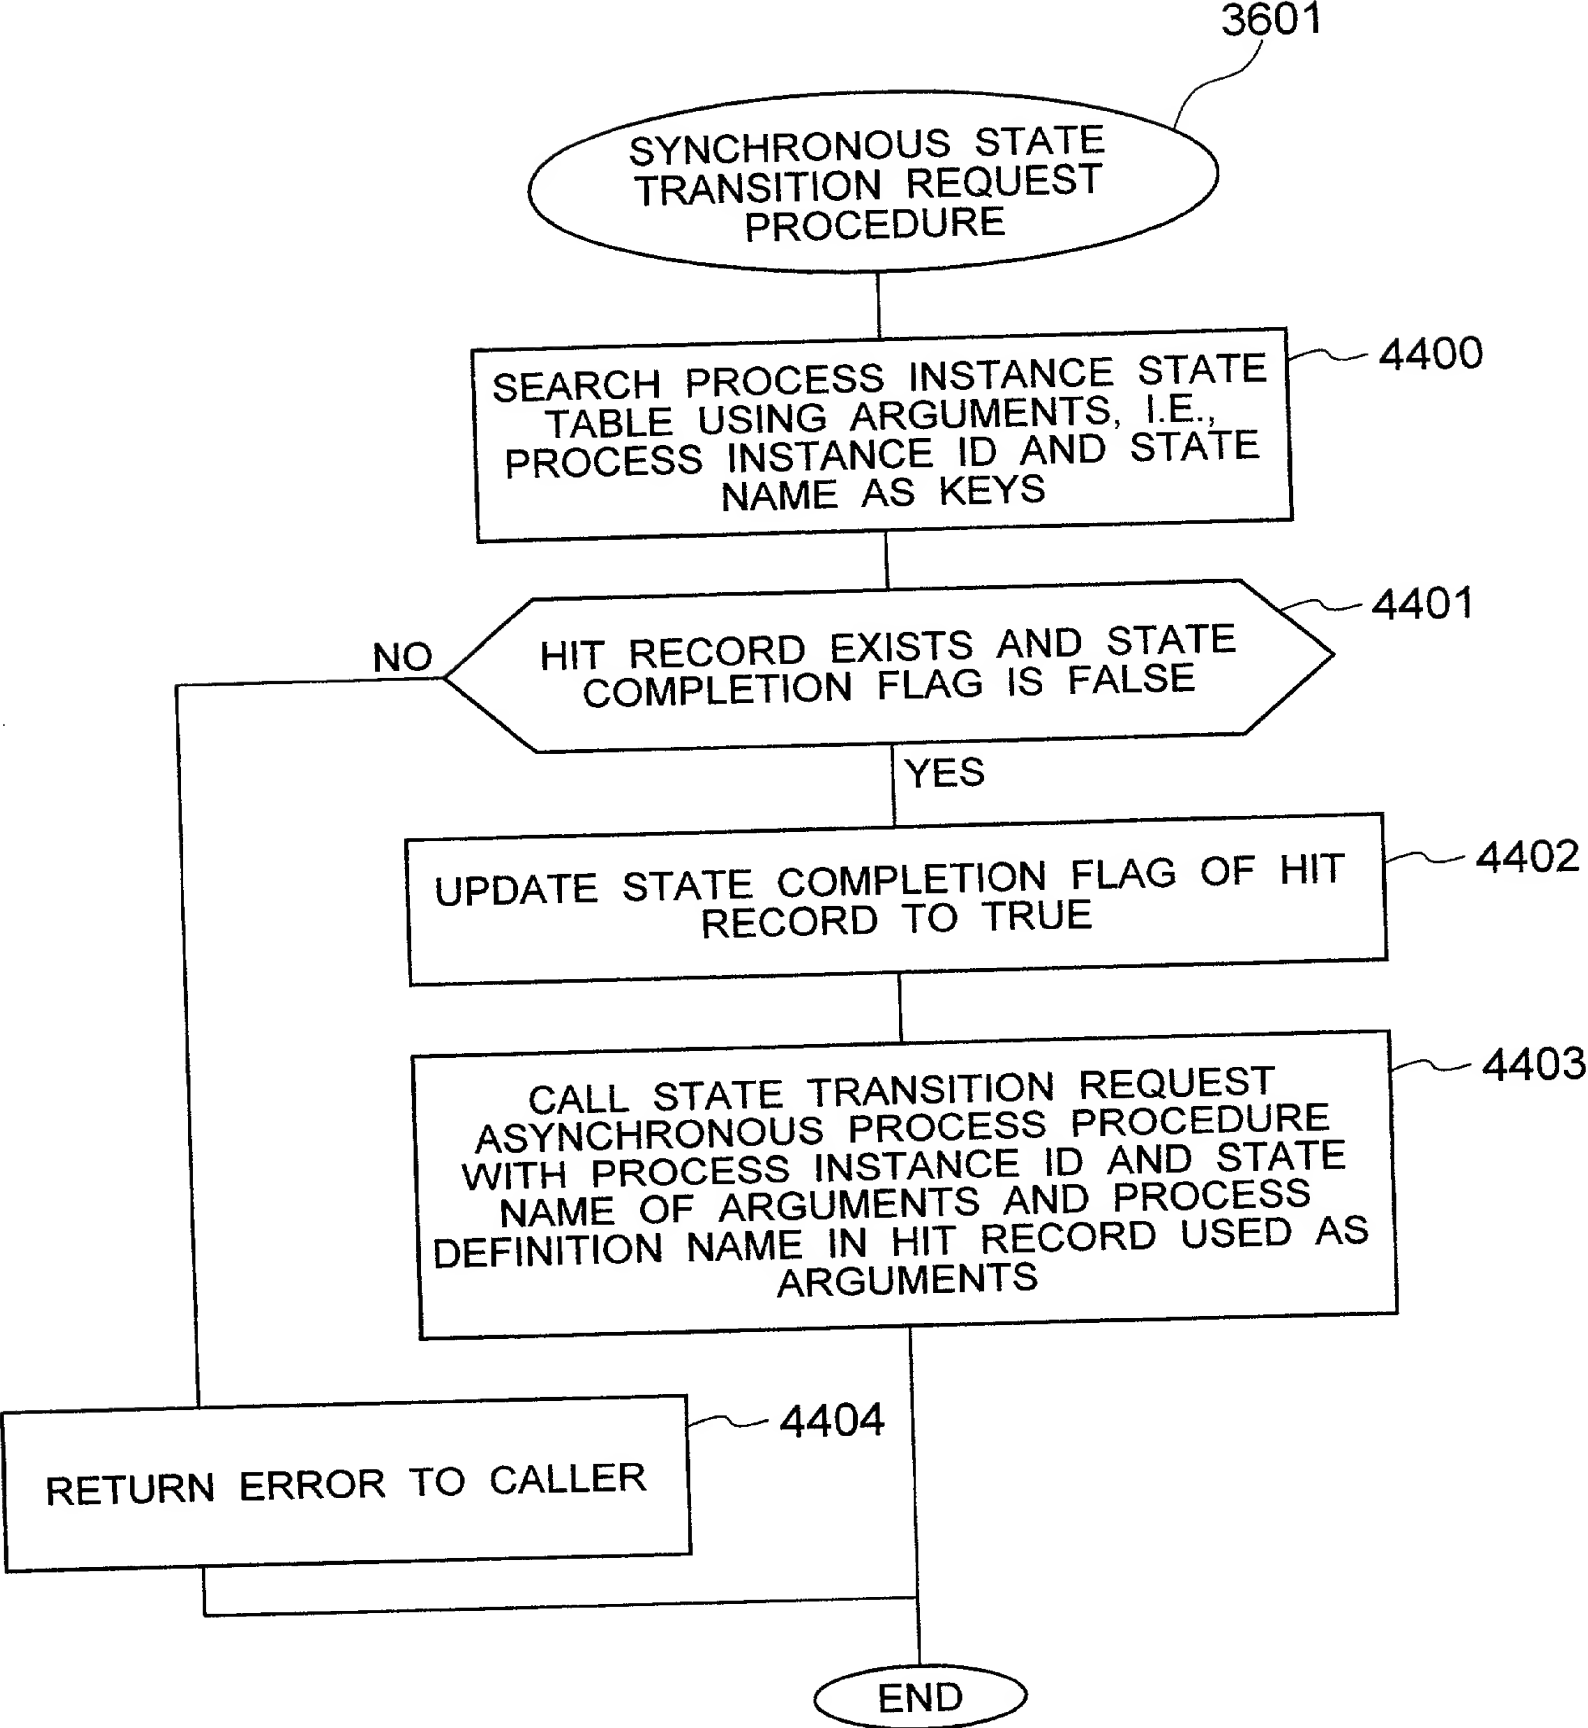 3601
SYNCHRONOUS STATE
TRANSITION REQUEST
PROCEDURE
4400
SEARCH PROCESS INSTANCE STATE
TABLE USING ARGUMENTS, I.E.,
PROCESS INSTANCE ID AND STATE
NAME AS KEYS
4401
NO
HIT RECORD EXISTS AND STATE
COMPLETION FLAG IS FALSE
YES
4402
UPDATE STATE COMPLETION FLAG OF HIT
RECORD TO TRUE
4403
CALL STATE TRANSITION REQUEST
ASYNCHRONOUS PROCESS PROCEDURE
WITH PROCESS INSTANCE ID AND STATE
NAME OF ARGUMENTS AND PROCESS
DEFINITION NAME IN HIT RECORD USED AS
ARGUMENTS
4404
RETURN ERROR TO CALLER
END